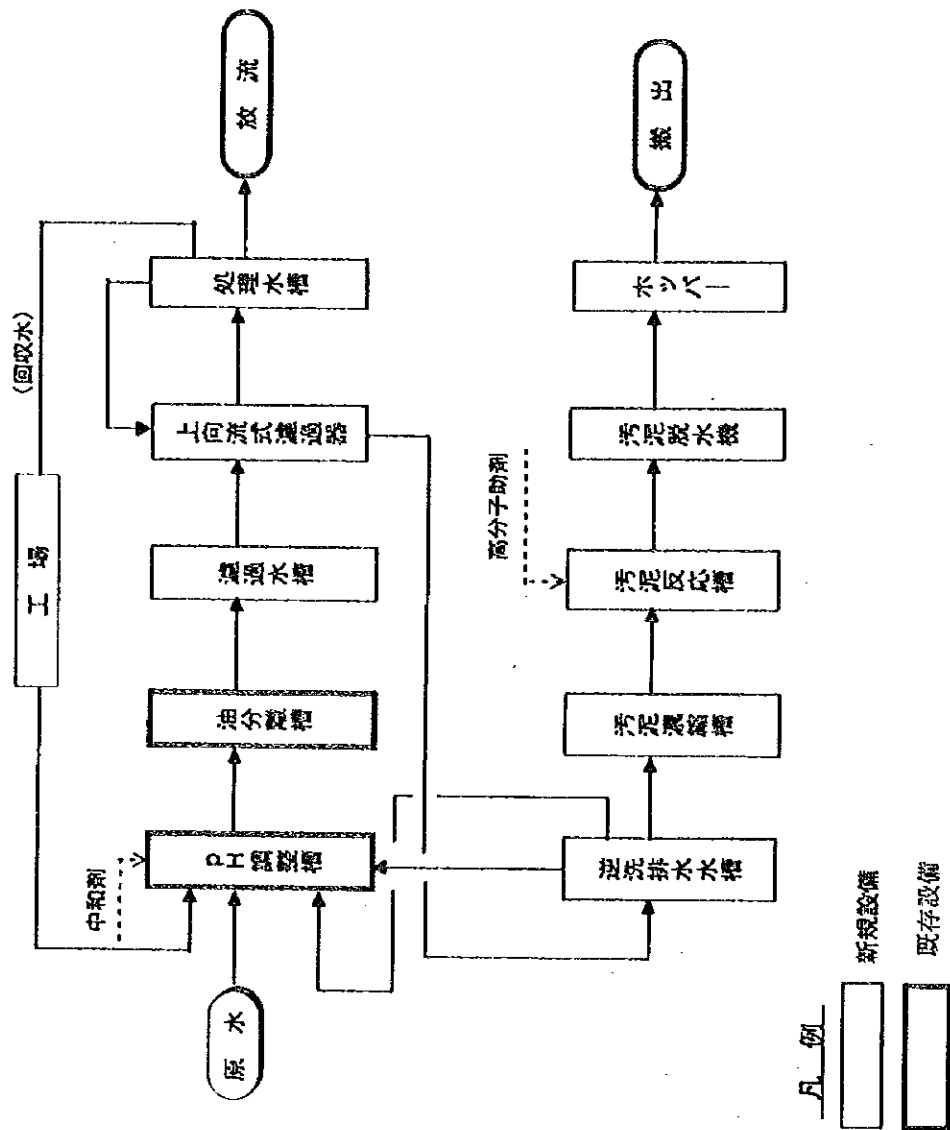 工場
(回収水)
中和剤
原水
PH調整槽
油分離槽
濾過水槽
上向流式濾過器
処理水槽
放流
高分子助剤
逆洗排水水槽
汚泥濃縮槽
汚泥反応槽
汚泥脱水機
ホッパー
搬出
凡例
新規設備
既存設備